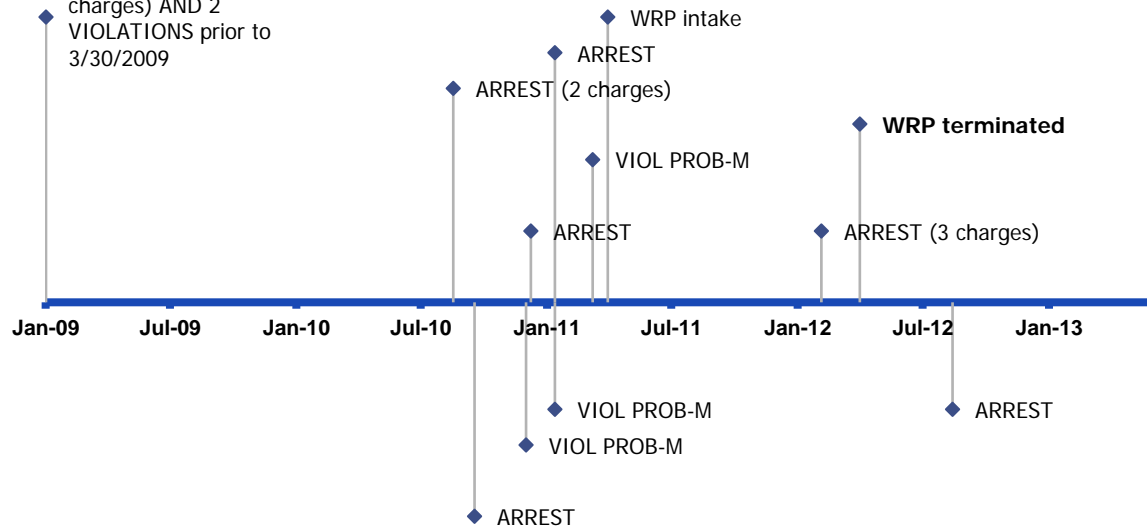 charges) AND 2
VIOLATIONS prior to
3/30/2009
WRP intake
ARREST
ARREST (2 charges)
WRP terminated
VIOL PROB-M
ARREST
ARREST (3 charges)
Jan-09
Jul-09
Jan-10
Jul-10
Jan-11
Jul-11
Jan-12
Jul-12
Jan-13
VIOL PROB-M
ARREST
VIOL PROB-M
ARREST